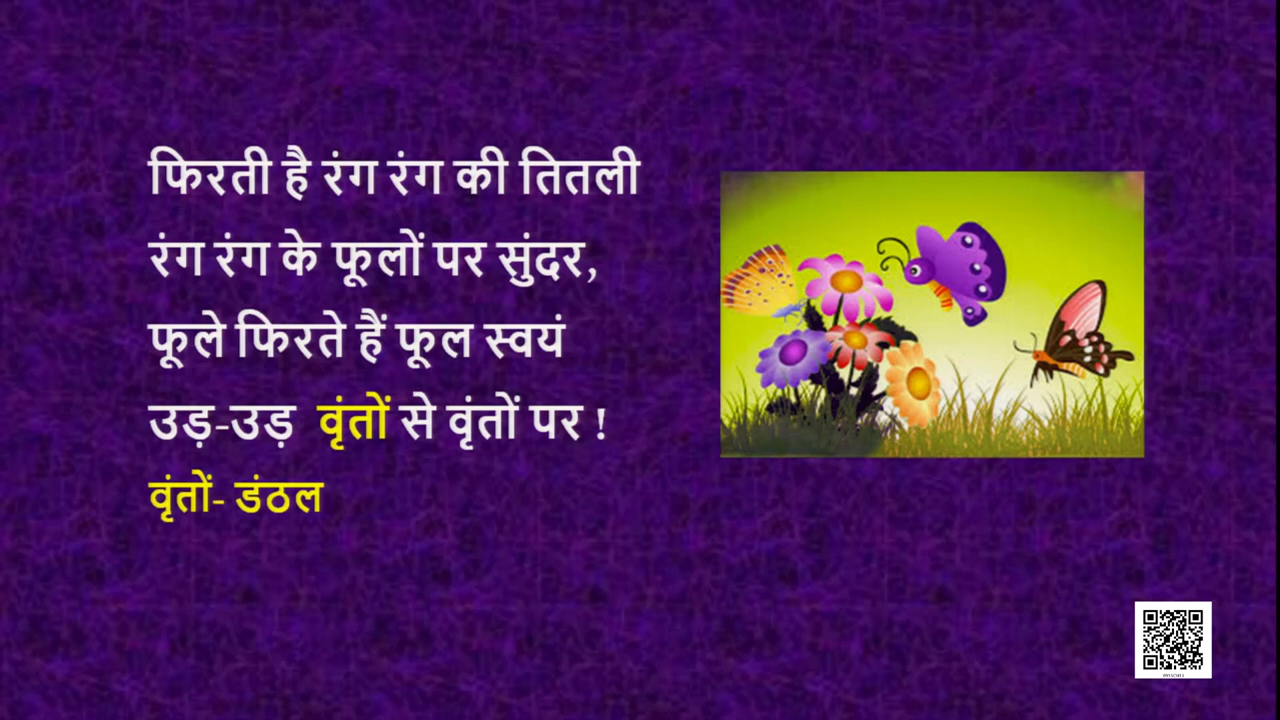 फिरती है रंग रंग की तितली
रंग रंग के फूलों पर सुंदर,
फूले फिरते हैं फूल स्वयं
उड़-उड़ वृंतों से वृंतों पर !
वृंतों- डंठल